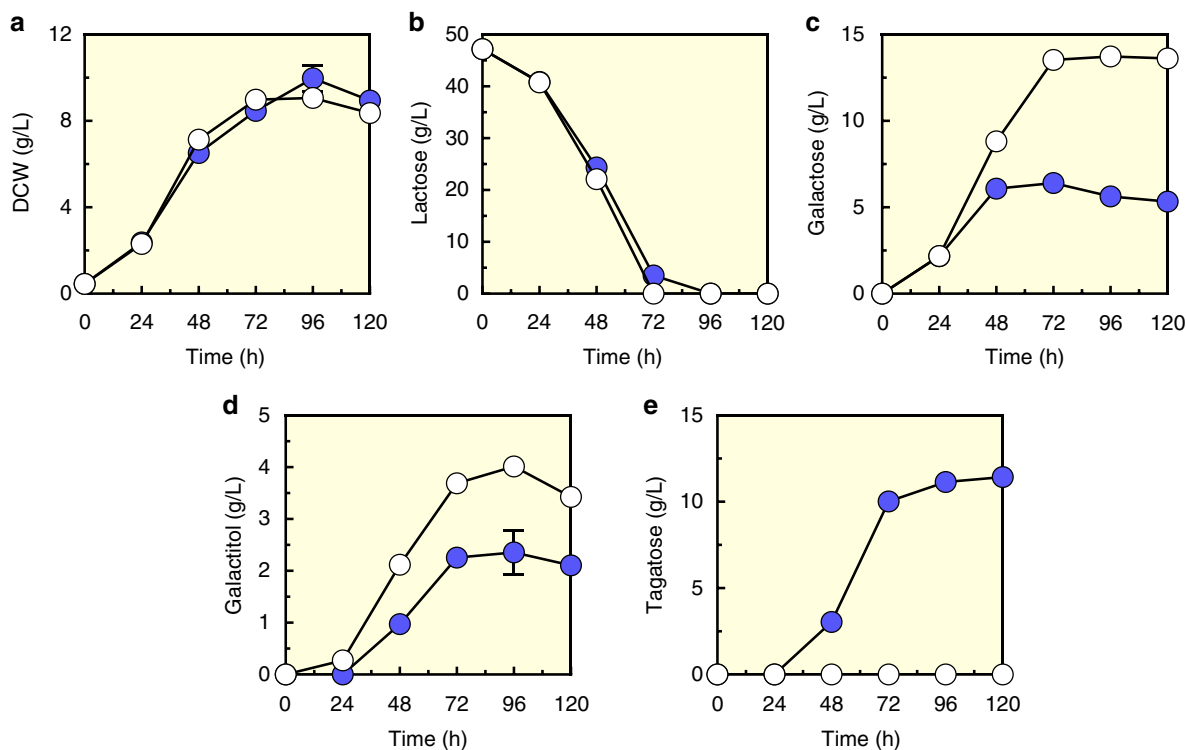 a
DCW (g/L)
12
8
4
0
0 24 48 72 96 120
Time (h)
b
Lactose (g/L)
50
40
30
20
10
0
0 24 48 72 96 120
Time (h)
c
Galactose (g/L)
15
10
5
0
0 24 48 72 96 120
Time (h)
d
Galactitol (g/L)
5
4
3
2
1
0
0 24 48 72 96 120
Time (h)
e
Tagatose (g/L)
15
10
5
0
0 24 48 72 96 120
Time (h)